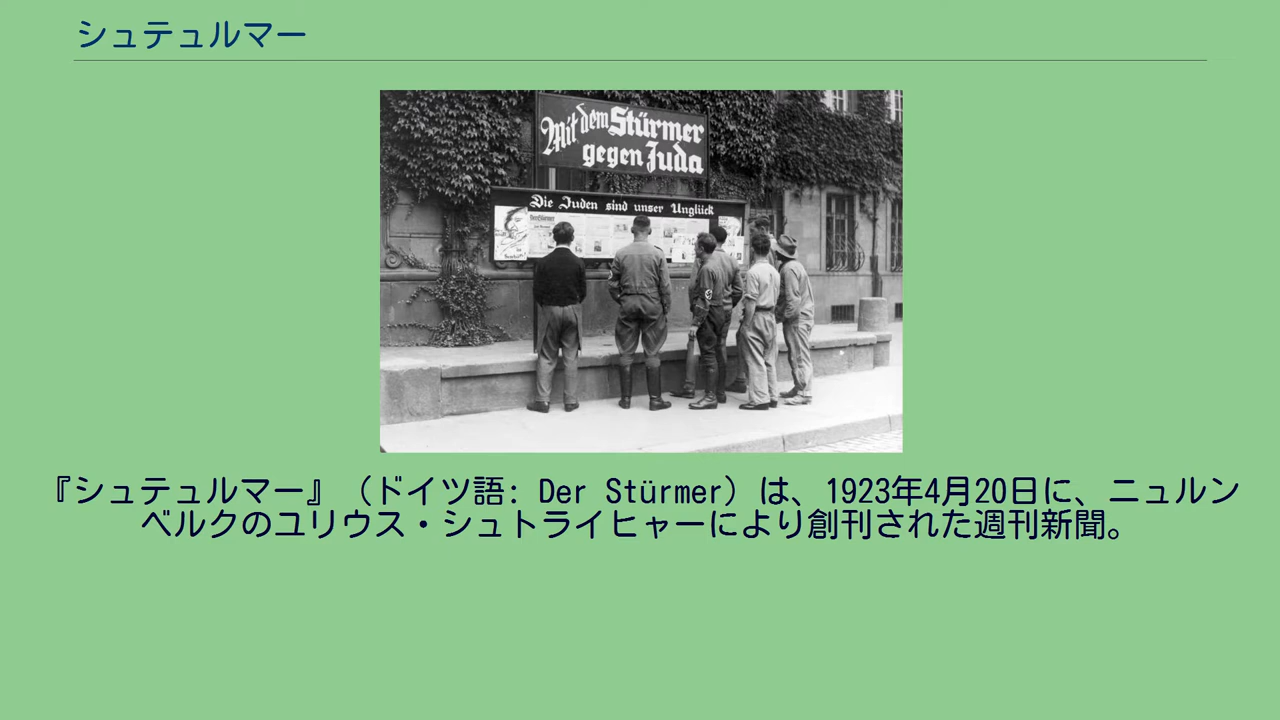 シュテュルマー
Mit dem Stürmer
gegen Juda
Die Juden sind unser Unglück
『シュテュルマー』（ドイツ語: Der Stürmer）は、1923年4月20日に、ニュルン
ベルクのユリウス・シュトライヒャーにより創刊された週刊新聞。